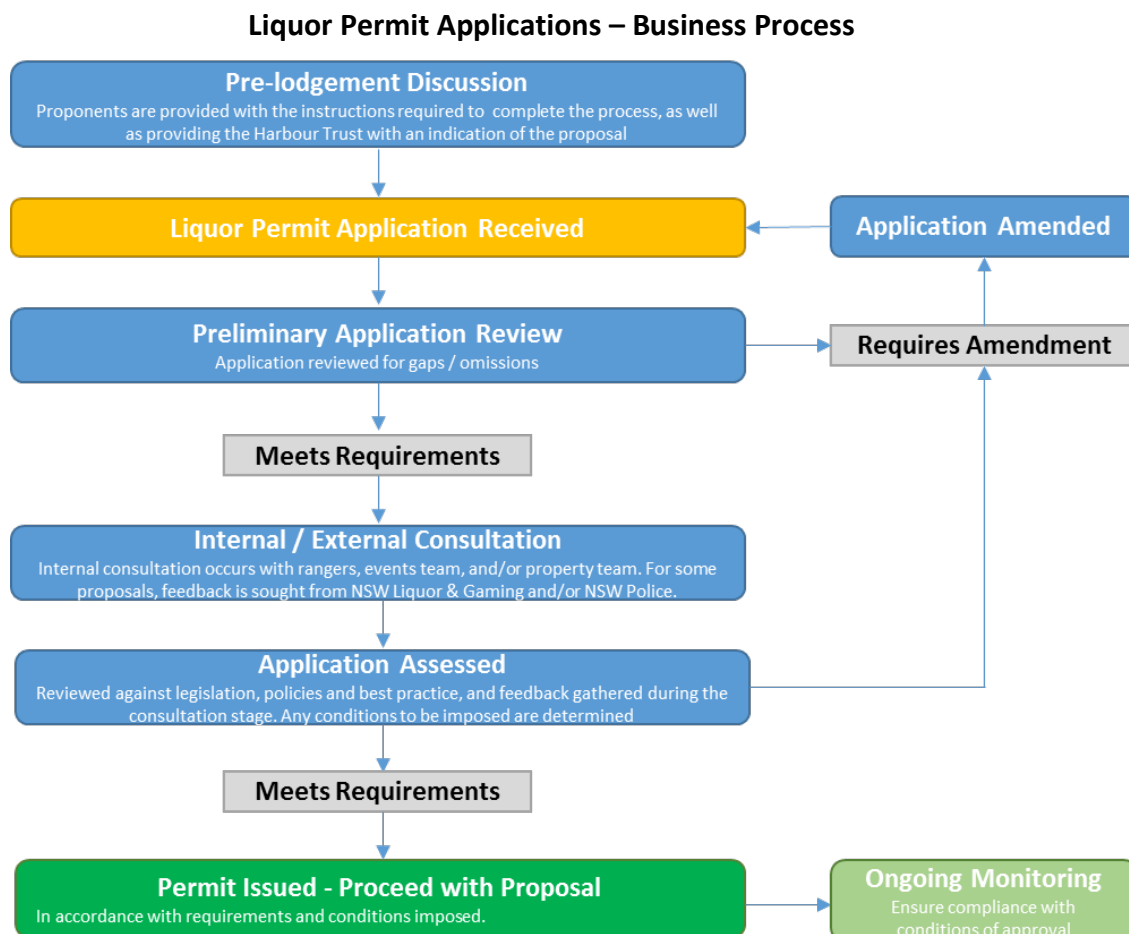 Liquor Permit Applications – Business Process
Pre-lodgement Discussion
Proponents are provided with the instructions required to complete the process, as well
as providing the Harbour Trust with an indication of the proposal
Liquor Permit Application Received
Application Amended
Preliminary Application Review
Application reviewed for gaps / omissions
Requires Amendment
Meets Requirements
Internal / External Consultation
Internal consultation occurs with rangers, events team, and/or property team. For some
proposals, feedback is sought from NSW Liquor & Gaming and/or NSW Police.
Application Assessed
Reviewed against legislation, policies and best practice, and feedback gathered during the
consultation stage. Any conditions to be imposed are determined
Meets Requirements
Permit Issued - Proceed with Proposal
In accordance with requirements and conditions imposed.
Ongoing Monitoring
Ensure compliance with
conditions of approval